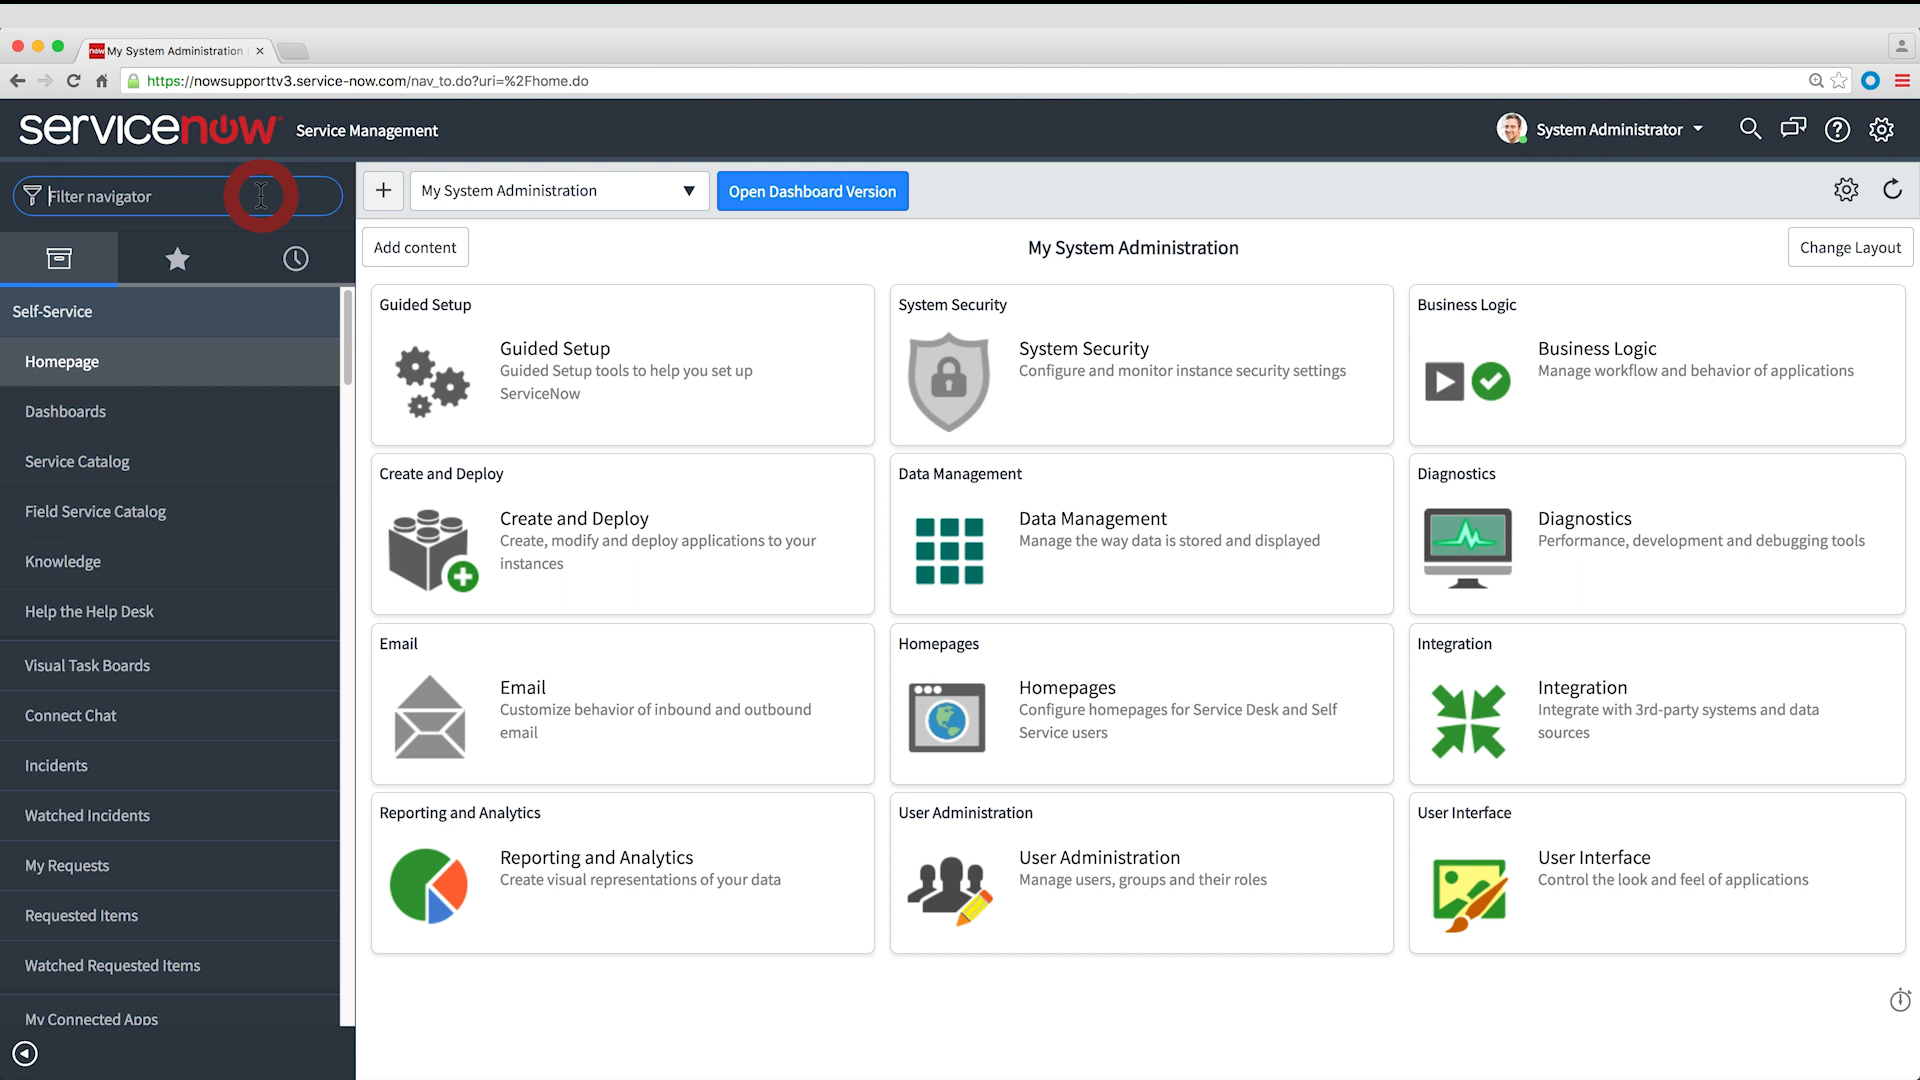 now My System Administration
https://nowsupporttv3.service-now.com/nav_to.do?uri=%2Fhome.do
servicenow Service Management
System Administrator
Filter navigator
My System Administration
Open Dashboard Version
Add content
My System Administration
Change Layout
Self-Service
Homepage
Dashboards
Service Catalog
Field Service Catalog
Knowledge
Help the Help Desk
Visual Task Boards
Connect Chat
Incidents
Watched Incidents
My Requests
Requested Items
Watched Requested Items
My Connected Apps
Guided Setup
Guided Setup
Guided Setup tools to help you set up
ServiceNow
System Security
System Security
Configure and monitor instance security settings
Business Logic
Business Logic
Manage workflow and behavior of applications
Create and Deploy
Create and Deploy
Create, modify and deploy applications to your
instances
Data Management
Data Management
Manage the way data is stored and displayed
Diagnostics
Diagnostics
Performance, development and debugging tools
Email
Email
Customize behavior of inbound and outbound
email
Homepages
Homepages
Configure homepages for Service Desk and Self
Service users
Integration
Integration
Integrate with 3rd-party systems and data
sources
Reporting and Analytics
Reporting and Analytics
Create visual representations of your data
User Administration
User Administration
Manage users, groups and their roles
User Interface
User Interface
Control the look and feel of applications